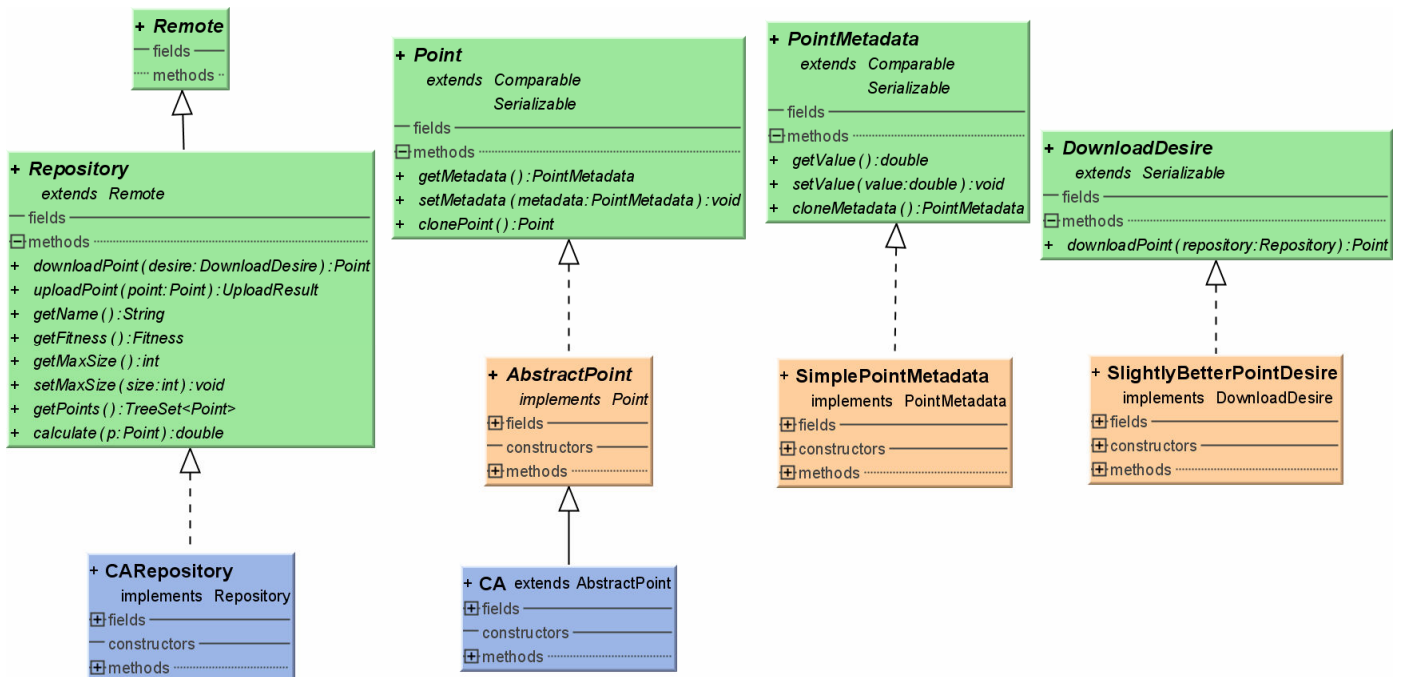 + Remote
fields
methods
+ Repository
extends Remote
fields
methods
+ downloadPoint(desire:DownloadDesire):Point
+ uploadPoint(point:Point):UploadResult
+ getName():String
+ getFitness():Fitness
+ getMaxSize():int
+ setMaxSize(size:int):void
+ getPoints():TreeSet<Point>
+ calculate(p:Point):double
+ CARepository
implements Repository
fields
constructors
methods
+ Point
extends Comparable
Serializable
fields
methods
+ getMetadata():PointMetadata
+ setMetadata(metadata:PointMetadata):void
+ clonePoint():Point
+ AbstractPoint
implements Point
fields
constructors
methods
+ CA extends AbstractPoint
fields
constructors
methods
+ PointMetadata
extends Comparable
Serializable
fields
methods
+ getValue():double
+ setValue(value:double):void
+ cloneMetadata():PointMetadata
+ SimplePointMetadata
implements PointMetadata
fields
constructors
methods
+ DownloadDesire
extends Serializable
fields
methods
+ downloadPoint(repository:Repository):Point
+ SlightlyBetterPointDesire
implements DownloadDesire
fields
constructors
methods